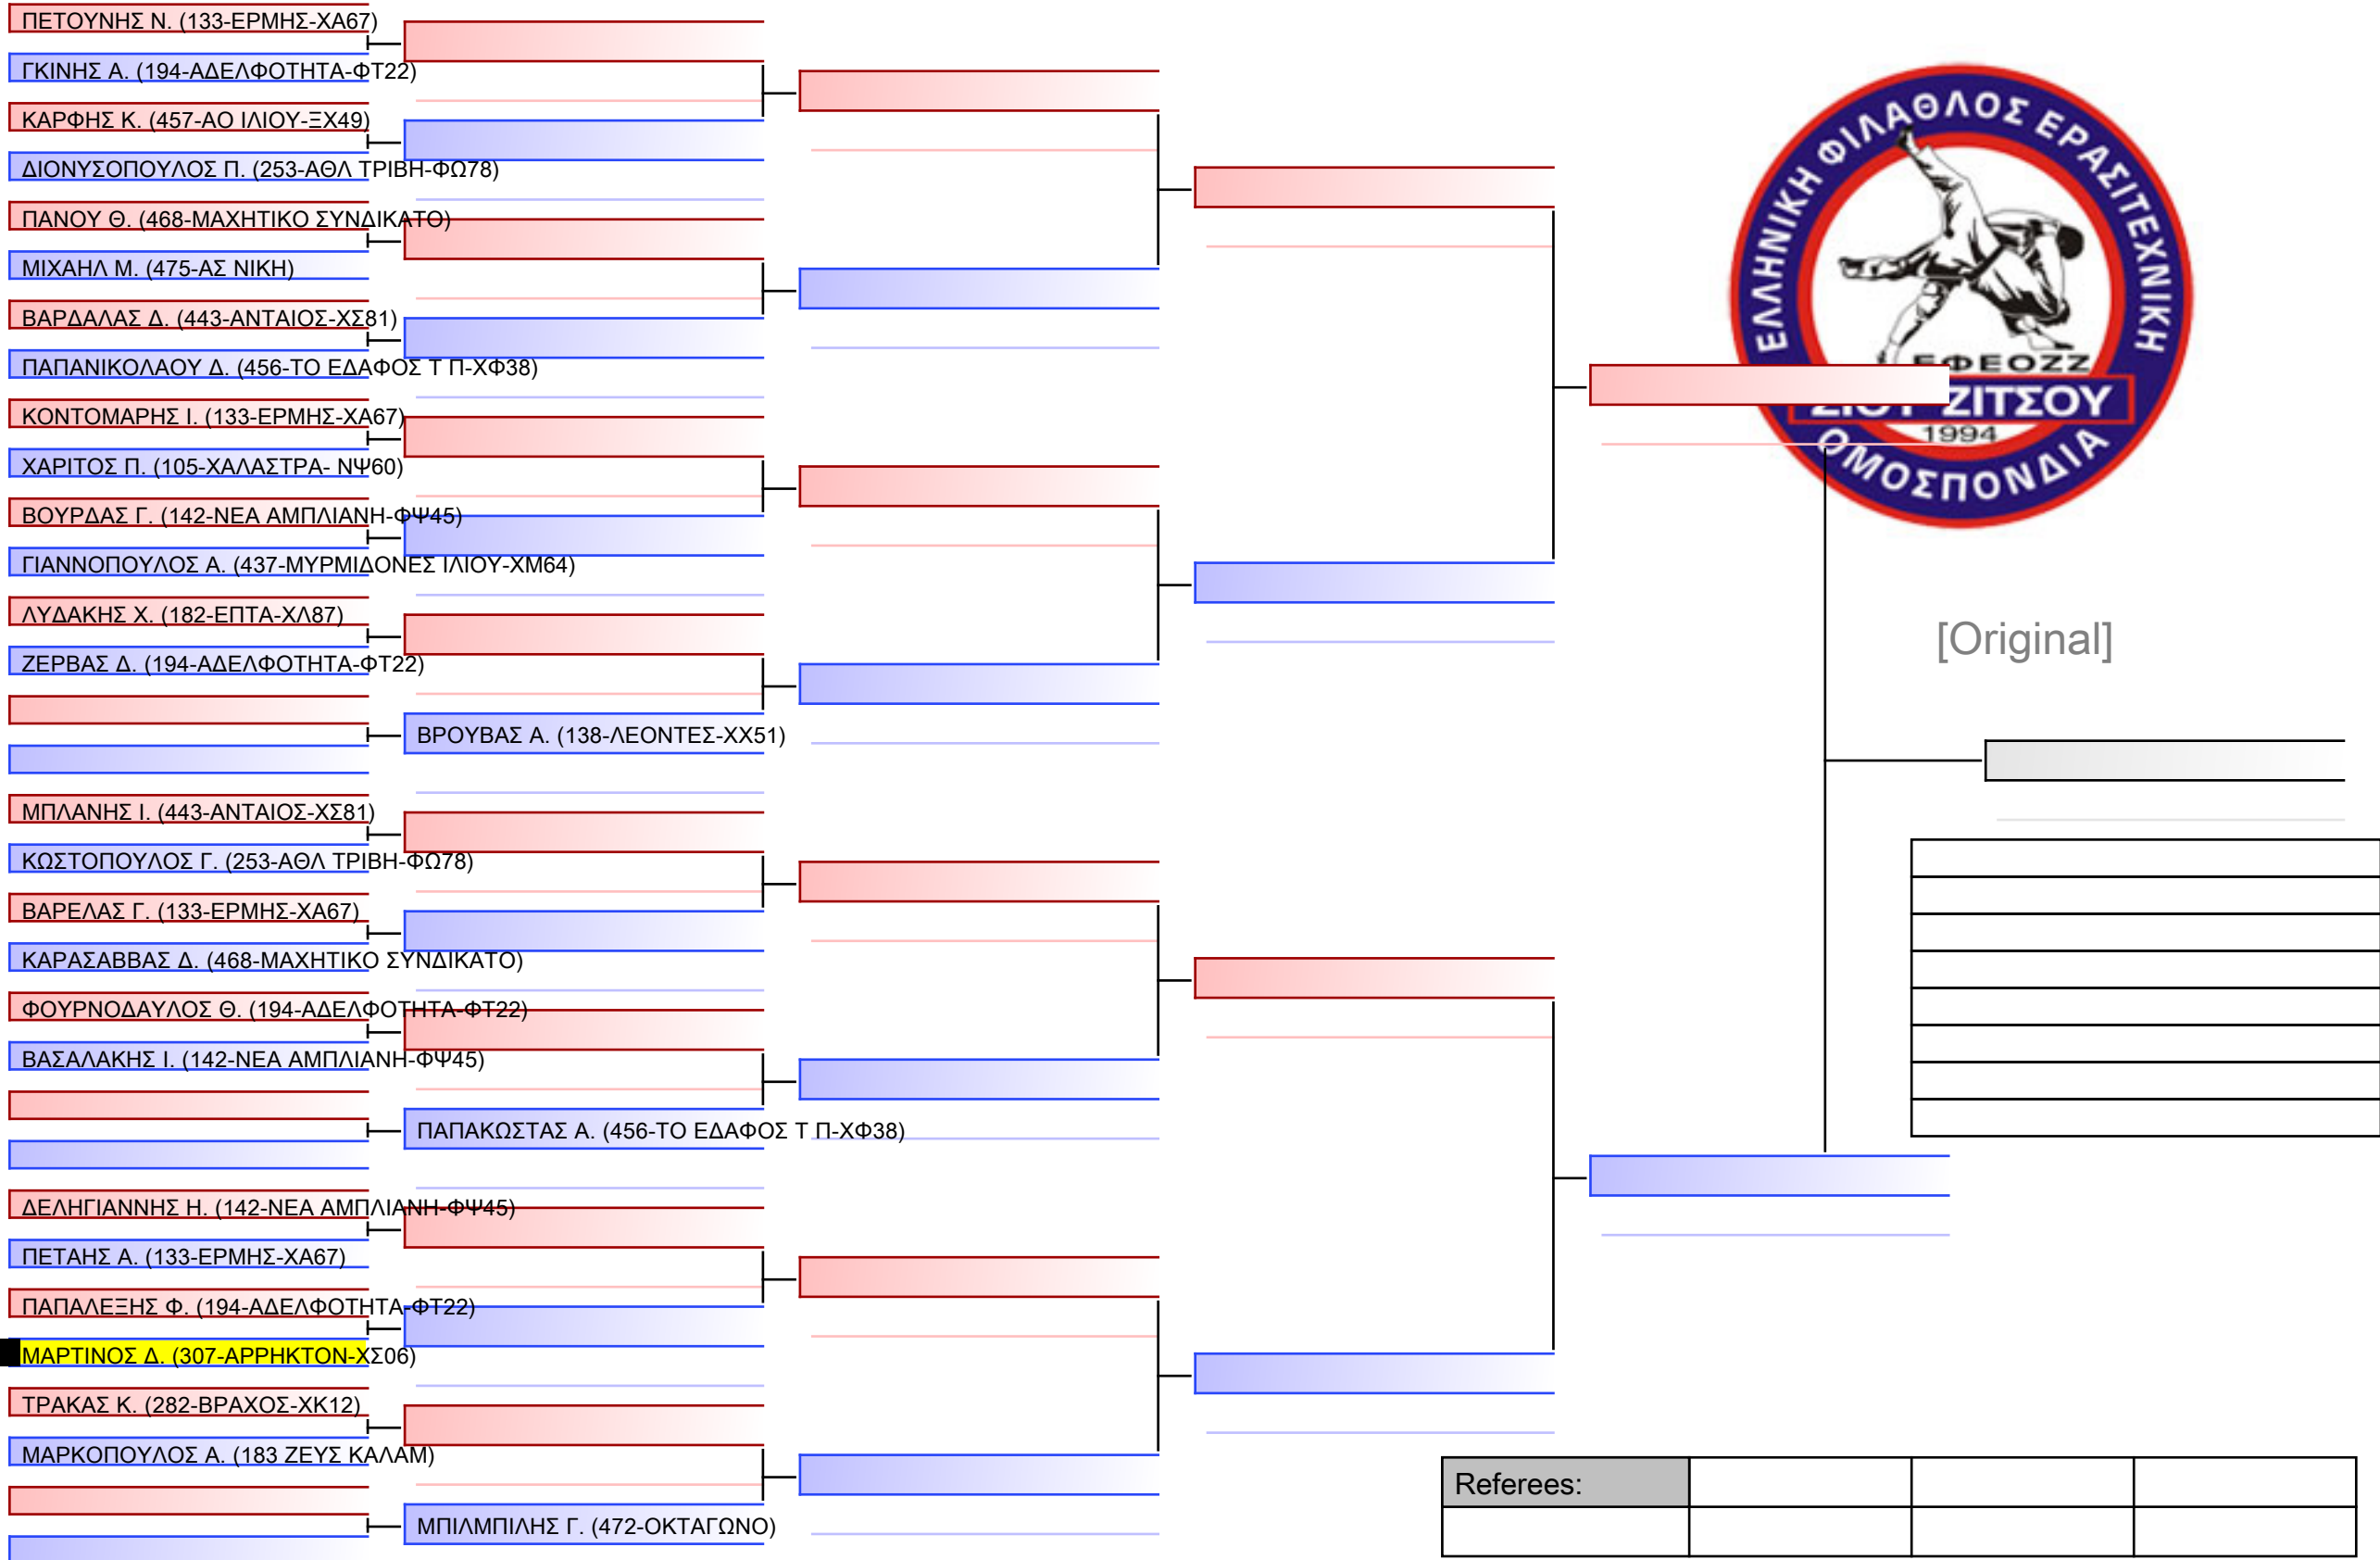 ΠΕΤΟΥΝΗΣ Ν. (133-ΕΡΜΗΣ-ΧΑ67)
ΓΚΙΝΗΣ Α. (194-ΑΔΕΛΦΟΤΗΤΑ-ΦΤ22)
ΚΑΡΦΗΣ Κ. (457-ΑΟ ΙΛΙΟΥ-ΞΧ49)
ΔΙΟΝΥΣΟΠΟΥΛΟΣ Π. (253-ΑΘΛ ΤΡΙΒΗ-ΦΩ78)
ΠΑΝΟΥ Θ. (468-ΜΑΧΗΤΙΚΟ ΣΥΝΔΙΚΑΤΟ)
ΜΙΧΑΗΛ Μ. (475-ΑΣ ΝΙΚΗ)
ΒΑΡΔΑΛΑΣ Δ. (443-ΑΝΤΑΙΟΣ-ΧΣ81)
ΠΑΠΑΝΙΚΟΛΑΟΥ Δ. (456-ΤΟ ΕΔΑΦΟΣ Τ Π-ΧΦ38)
ΚΟΝΤΟΜΑΡΗΣ Ι. (133-ΕΡΜΗΣ-ΧΑ67)
ΧΑΡΙΤΟΣ Π. (105-ΧΑΛΑΣΤΡΑ- ΝΨ60)
ΒΟΥΡΔΑΣ Γ. (142-ΝΕΑ ΑΜΠΛΙΑΝΗ-ΦΨ45)
ΓΙΑΝΝΟΠΟΥΛΟΣ Α. (437-ΜΥΡΜΙΔΟΝΕΣ ΙΛΙΟΥ-ΧΜ64)
ΛΥΔΑΚΗΣ Χ. (182-ΕΠΤΑ-ΧΛ87)
ΖΕΡΒΑΣ Δ. (194-ΑΔΕΛΦΟΤΗΤΑ-ΦΤ22)
ΒΡΟΥΒΑΣ Α. (138-ΛΕΟΝΤΕΣ-ΧΧ51)
ΜΠΛΑΝΗΣ Ι. (443-ΑΝΤΑΙΟΣ-ΧΣ81)
ΚΩΣΤΟΠΟΥΛΟΣ Γ. (253-ΑΘΛ ΤΡΙΒΗ-ΦΩ78)
ΒΑΡΕΛΑΣ Γ. (133-ΕΡΜΗΣ-ΧΑ67)
ΚΑΡΑΣΑΒΒΑΣ Δ. (468-ΜΑΧΗΤΙΚΟ ΣΥΝΔΙΚΑΤΟ)
ΦΟΥΡΝΟΔΑΥΛΟΣ Θ. (194-ΑΔΕΛΦΟΤΗΤΑ-ΦΤ22)
ΒΑΣΑΛΑΚΗΣ Ι. (142-ΝΕΑ ΑΜΠΛΙΑΝΗ-ΦΨ45)
ΠΑΠΑΚΩΣΤΑΣ Α. (456-ΤΟ ΕΔΑΦΟΣ Τ Π-ΧΦ38)
ΔΕΛΗΓΙΑΝΝΗΣ Η. (142-ΝΕΑ ΑΜΠΛΙΑΝΗ-ΦΨ45)
ΠΕΤΑΗΣ Α. (133-ΕΡΜΗΣ-ΧΑ67)
ΠΑΠΑΛΕΞΗΣ Φ. (194-ΑΔΕΛΦΟΤΗΤΑ-ΦΤ22)
ΜΑΡΤΙΝΟΣ Δ. (307-ΑΡΡΗΚΤΟΝ-ΧΣ06)
ΤΡΑΚΑΣ Κ. (282-ΒΡΑΧΟΣ-ΧΚ12)
ΜΑΡΚΟΠΟΥΛΟΣ Α. (183 ΖΕΥΣ ΚΑΛΑΜ)
ΜΠΙΛΜΠΙΛΗΣ Γ. (472-ΟΚΤΑΓΩΝΟ)
ΕΛΛΗΝΙΚΗ ΦΙΛΑΘΛΟΣ ΕΡΑΣΙΤΕΧΝΙΚΗ
ΕΦΕΟΖΖ
ΖΙΟΥ ΖΙΤΣΟΥ
1994
ΟΜΟΣΠΟΝΔΙΑ
[Original]
Referees: